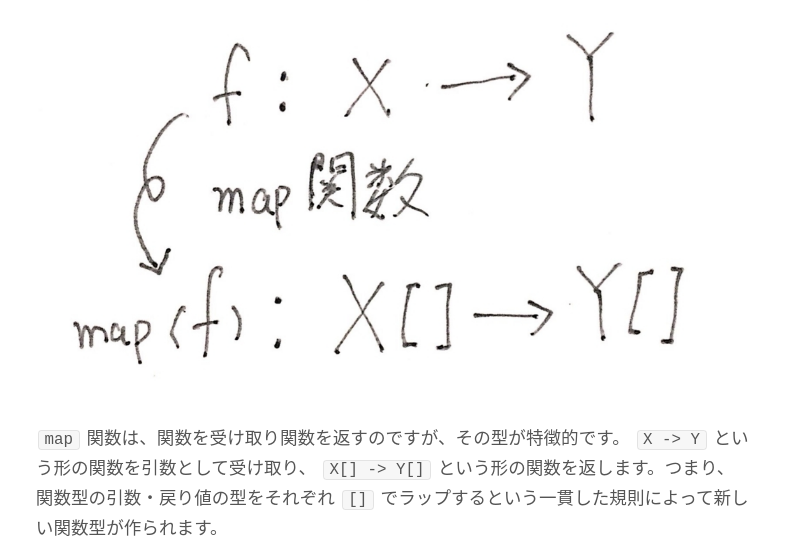 f : X → Y
map 関数
map(f) : X[] → Y[]
map 関数は、関数を受け取り関数を返すのですが、その型が特徴的です。 X -> Y とい
う形の関数を引数として受け取り、 X[] -> Y[] という形の関数を返します。つまり、
関数型の引数・戻り値の型をそれぞれ [] でラップするという一貫した規則によって新し
い関数型が作られます。